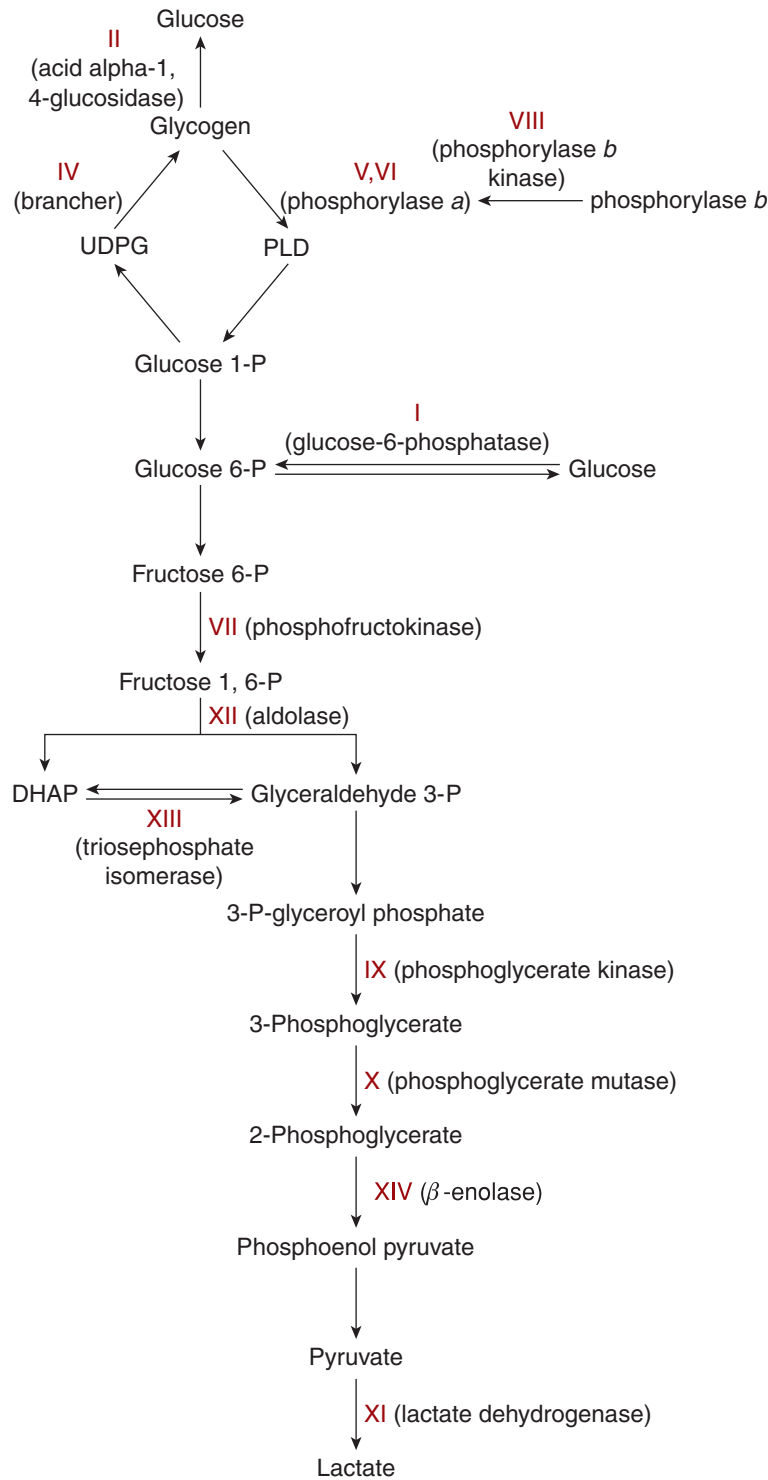 Glucose
II
(acid alpha-1,
4-glucosidase)
Glycogen
VIII
(phosphorylase b
kinase)
IV
(brancher)
V,VI
(phosphorylase a)
phosphorylase b
UDPG
PLD
Glucose 1-P
I
(glucose-6-phosphatase)
Glucose 6-P
Glucose
Fructose 6-P
VII (phosphofructokinase)
Fructose 1, 6-P
XII (aldolase)
DHAP
Glyceraldehyde 3-P
XIII
(triosephosphate
isomerase)
3-P-glyceroyl phosphate
IX (phosphoglycerate kinase)
3-Phosphoglycerate
X (phosphoglycerate mutase)
2-Phosphoglycerate
XIV (β-enolase)
Phosphoenol pyruvate
Pyruvate
XI (lactate dehydrogenase)
Lactate